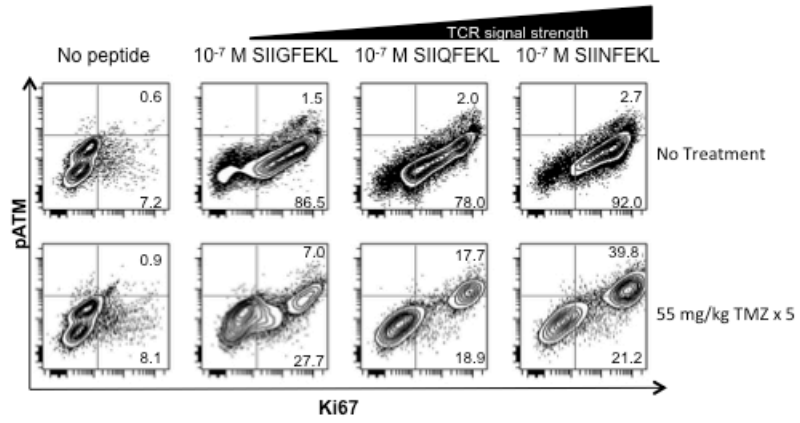 TCR signal strength
No peptide 10⁻⁷ M SIIGFEKL 10⁻⁷ M SIIQFEKL 10⁻⁷ M SIINFEKL
0.6 1.5 2.0 2.7
No Treatment
7.2 86.5 78.0 92.0
pATM
0.9 7.0 17.7 39.8
55 mg/kg TMZ x 5
8.1 27.7 18.9 21.2
Ki67